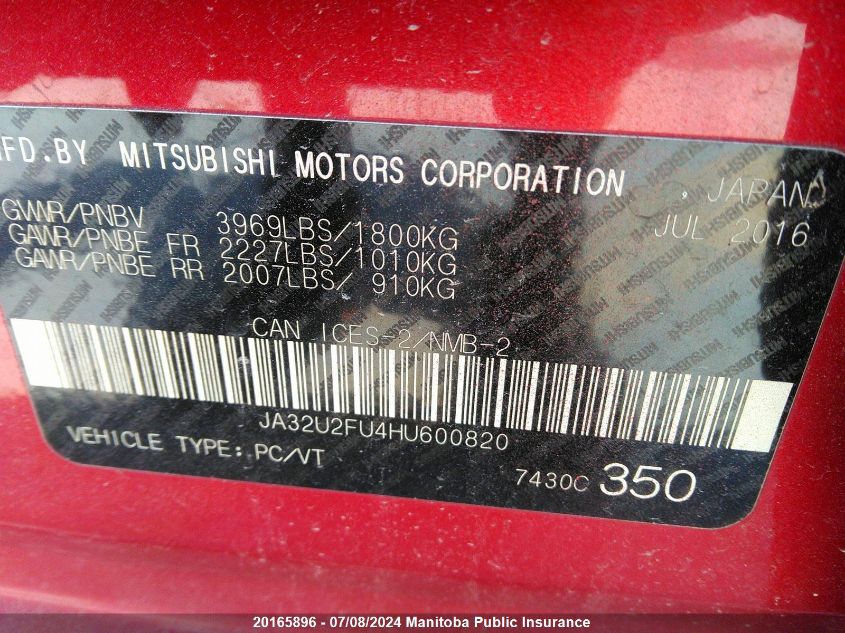 MFD.BY MITSUBISHI MOTORS CORPORATION , JAPAN
JUL 2016
GVWR/PNBV 3969LBS/1800KG
GAWR/PNBE FR 2227LBS/1010KG
GAWR/PNBE RR 2007LBS/ 910KG
CAN ICES-2/NMB-2
JA32U2FU4HU600820
VEHICLE TYPE: PC/VT
7430C 350
20165896 - 07/08/2024 Manitoba Public Insurance